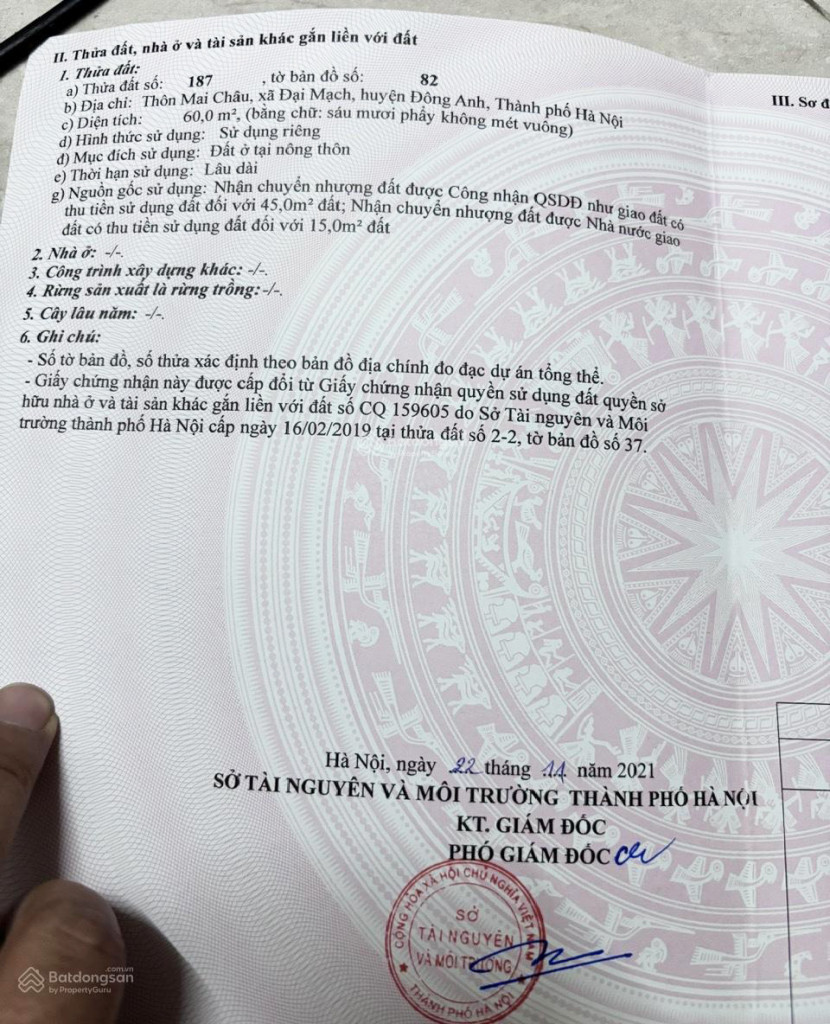 II. Thửa đất, nhà ở và tài sản khác gắn liền với đất
1. Thửa đất:
a) Thửa đất số: 187 , tờ bản đồ số: 82
b) Địa chỉ: Thôn Mai Châu, xã Đại Mạch, huyện Đông Anh, Thành phố Hà Nội
c) Diện tích: 60,0 m², (bằng chữ: sáu mươi phẩy không mét vuông)
d) Hình thức sử dụng: Sử dụng riêng
đ) Mục đích sử dụng: Đất ở tại nông thôn
e) Thời hạn sử dụng: Lâu dài
g) Nguồn gốc sử dụng: Nhận chuyển nhượng đất được Công nhận QSDĐ như giao đất có
thu tiền sử dụng đất đối với 45,0m² đất; Nhận chuyển nhượng đất được Nhà nước giao
đất có thu tiền sử dụng đất đối với 15,0m² đất
2. Nhà ở: -/-.
3. Công trình xây dựng khác: -/-.
4. Rừng sản xuất là rừng trồng: -/-.
5. Cây lâu năm: -/-.
6. Ghi chú:
- Số tờ bản đồ, số thửa xác định theo bản đồ địa chính đo đạc dự án tổng thể.
- Giấy chứng nhận này được cấp đổi từ Giấy chứng nhận quyền sử dụng đất quyền sở
hữu nhà ở và tài sản khác gắn liền với đất số CQ 159605 do Sở Tài nguyên và Môi
trường thành phố Hà Nội cấp ngày 16/02/2019 tại thửa đất số 2-2, tờ bản đồ số 37.
III. Sơ đ
Hà Nội, ngày 22 tháng 11 năm 2021
SỞ TÀI NGUYÊN VÀ MÔI TRƯỜNG THÀNH PHỐ HÀ NỘI
KT. GIÁM ĐỐC
PHÓ GIÁM ĐỐC
CỘNG HÒA XÃ HỘI CHỦ NGHĨA VIỆT NAM
SỞ
TÀI NGUYÊN
VÀ MÔI TRƯỜNG
THÀNH PHỐ HÀ NỘI
Batdongsan
.com.vn
by PropertyGuru